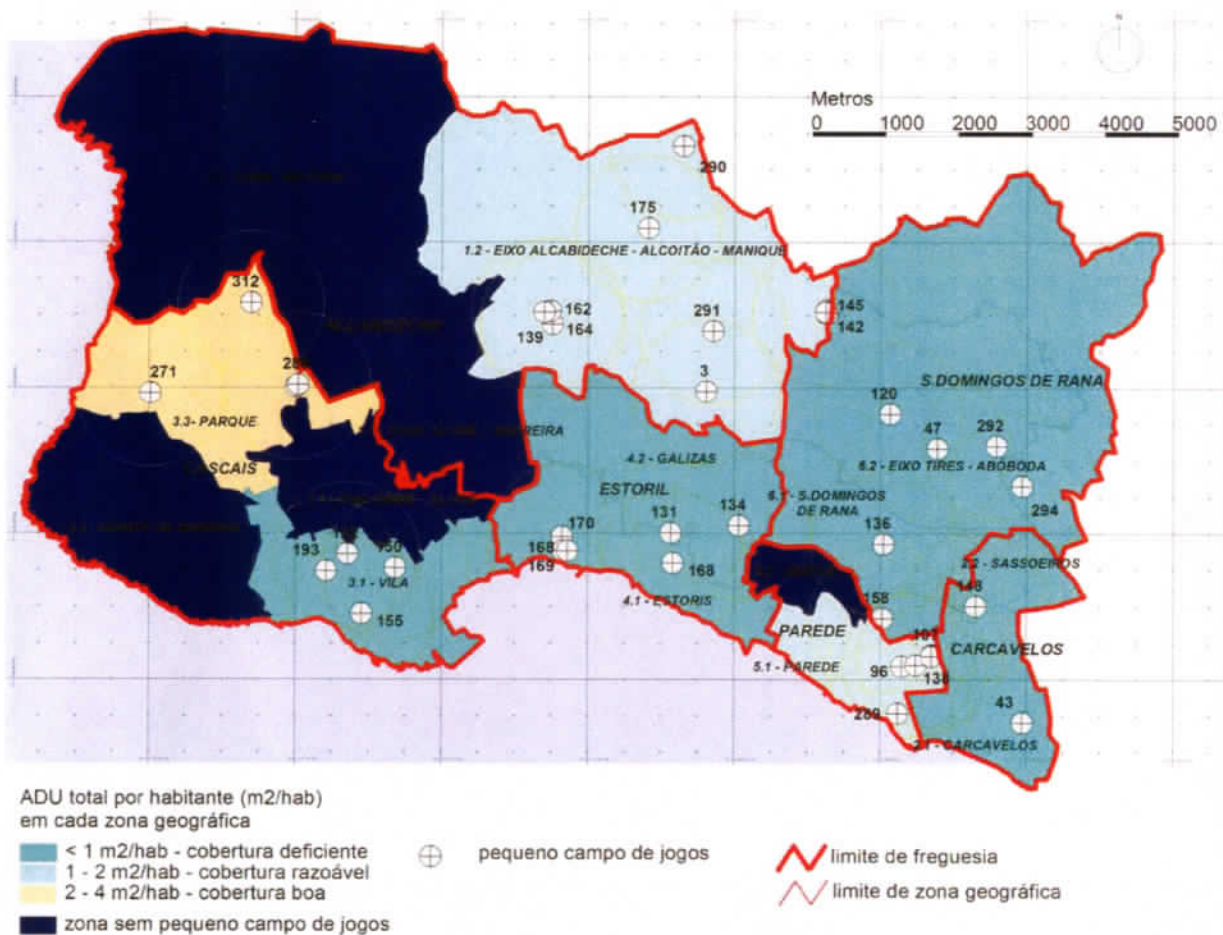 N
Metros
0 1000 2000 3000 4000 5000
290
175
1.2 - EIXO ALCABIDECHE - ALCOITÃO - MANIQUE
312
162
139
164
291
145
142
271
3
3.3- PARQUE
120
S.DOMINGOS DE RANA
47
292
6.2 - EIXO TIRES - ABÓBODA
4.2 - GALIZAS
ESTORIL
294
6.1 - S.DOMINGOS
DE RANA
136
131
134
170
168
169
168
193
3.1 - VILA
155
4.1 - ESTORIS
2.2 - SASSOEIROS
148
158
PAREDE
CARCAVELOS
5.1 - PAREDE
96
138
269
43
2.1 - CARCAVELOS
ADU total por habitante (m2/hab)
em cada zona geográfica
< 1 m2/hab - cobertura deficiente
1 - 2 m2/hab - cobertura razoável
2 - 4 m2/hab - cobertura boa
zona sem pequeno campo de jogos
pequeno campo de jogos
limite de freguesia
limite de zona geográfica